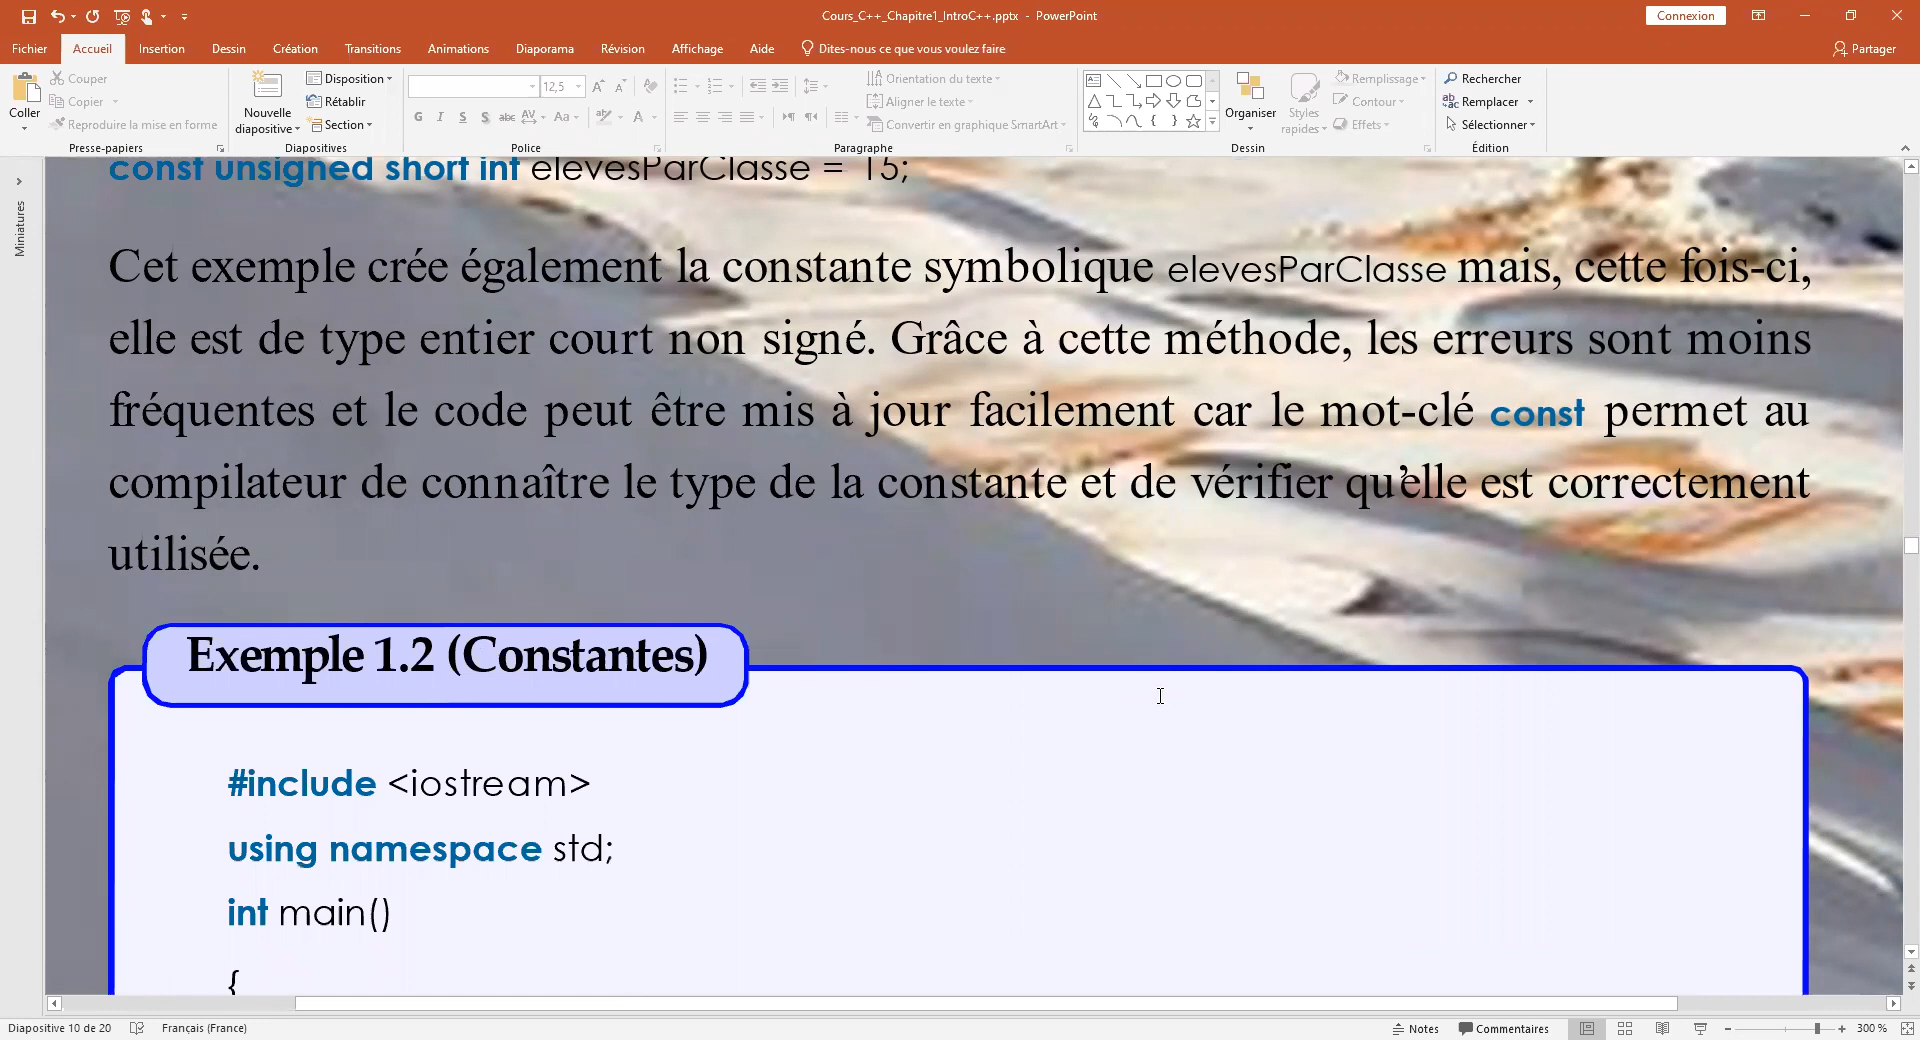 Cours_C++_Chapitre1_IntroC++.pptx - PowerPoint
Connexion
Fichier Accueil Insertion Dessin Création Transitions Animations Diaporama Révision Affichage Aide Dites-nous ce que vous voulez faire Partager
Coller
Couper
Copier
Reproduire la mise en forme
Presse-papiers
Nouvelle diapositive
Disposition
Rétablir
Section
Diapositives
12,5
G I S S abc AV Aa A
Police
Orientation du texte
Aligner le texte
Convertir en graphique SmartArt
Paragraphe
Organiser
Styles rapides
Remplissage
Contour
Effets
Dessin
Rechercher
Remplacer
Sélectionner
Édition
Miniatures
const unsigned short int elevesParClasse = 15;
Cet exemple crée également la constante symbolique elevesParClasse mais, cette fois-ci,
elle est de type entier court non signé. Grâce à cette méthode, les erreurs sont moins
fréquentes et le code peut être mis à jour facilement car le mot-clé const permet au
compilateur de connaître le type de la constante et de vérifier qu’elle est correctement
utilisée.
Exemple 1.2 (Constantes)
#include <iostream>
using namespace std;
int main()
{
Diapositive 10 de 20 Français (France) Notes Commentaires 300 %